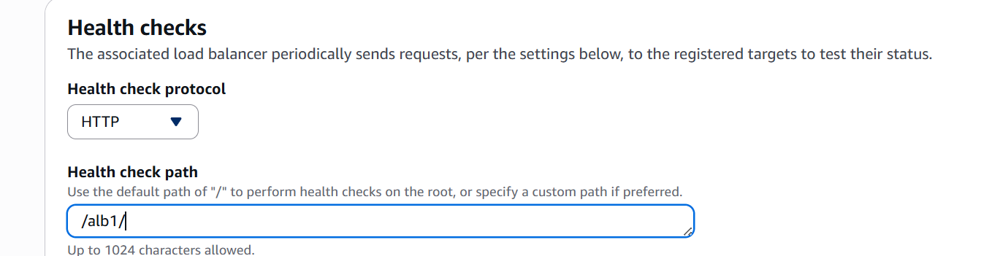 Health checks
The associated load balancer periodically sends requests, per the settings below, to the registered targets to test their status.
Health check protocol
HTTP
Health check path
Use the default path of "/" to perform health checks on the root, or specify a custom path if preferred.
/alb1/
Up to 1024 characters allowed.